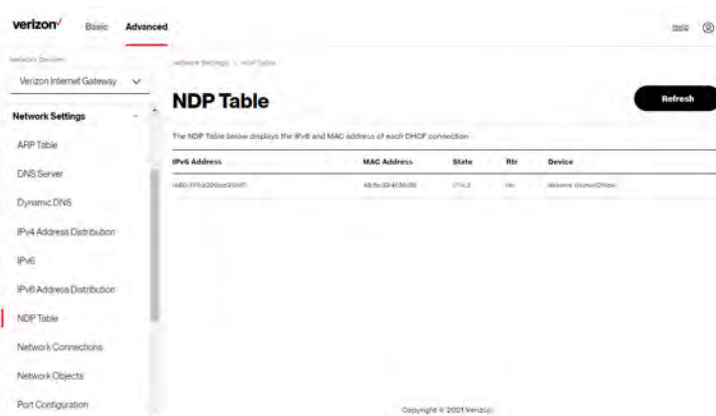 verizon✓ Basic Advanced
Help
Network Devices
Verizon Internet Gateway
Network Settings > NDP Table
NDP Table
Refresh
Network Settings
ARP Table
DNS Server
Dynamic DNS
IPv4 Address Distribution
IPv6
IPv6 Address Distribution
NDP Table
Network Connections
Network Objects
Port Configuration
The NDP Table below displays the IPv6 and MAC address of each DHCP connection
IPv6 Address MAC Address State Rtr Device
STALE No
Copyright © 2021 Verizon